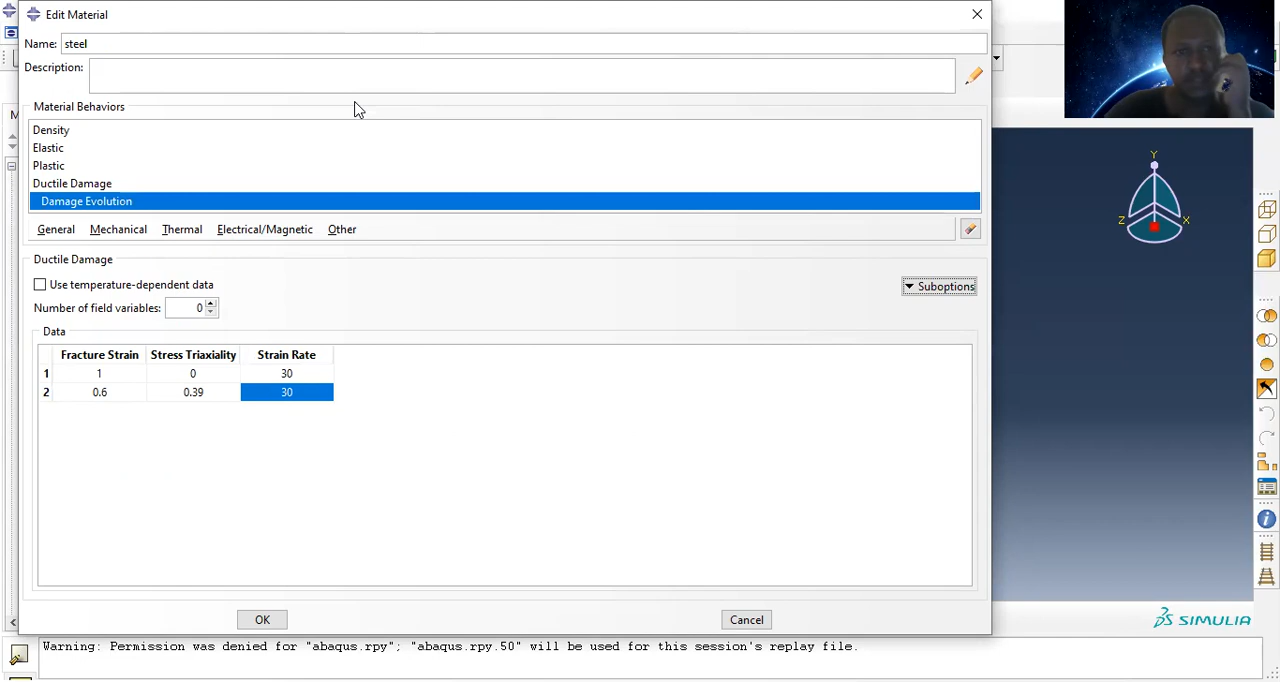 Edit Material
Name: steel
Description:
Material Behaviors
Density
Elastic
Plastic
Ductile Damage
Damage Evolution
General Mechanical Thermal Electrical/Magnetic Other
Ductile Damage
Use temperature-dependent data
Suboptions
Number of field variables: 0
Data
Fracture Strain Stress Triaxiality Strain Rate
1 1 0 30
2 0.6 0.39 30
OK Cancel
Y
Z X
SIMULIA
Warning: Permission was denied for "abaqus.rpy"; "abaqus.rpy.50" will be used for this session's replay file.